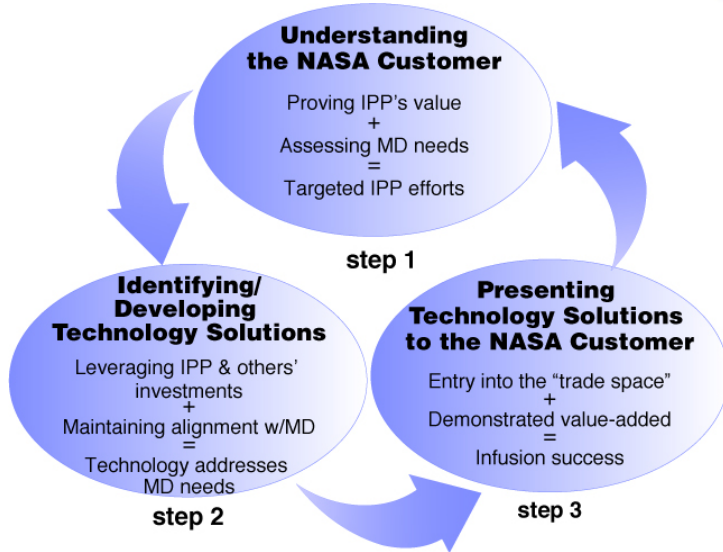 Understanding
the NASA Customer
Proving IPP's value
+
Assessing MD needs
=
Targeted IPP efforts
step 1
Identifying/
Developing
Technology Solutions
Leveraging IPP & others'
investments
+
Maintaining alignment w/MD
=
Technology addresses
MD needs
step 2
Presenting
Technology Solutions
to the NASA Customer
Entry into the “trade space”
+
Demonstrated value-added
=
Infusion success
step 3